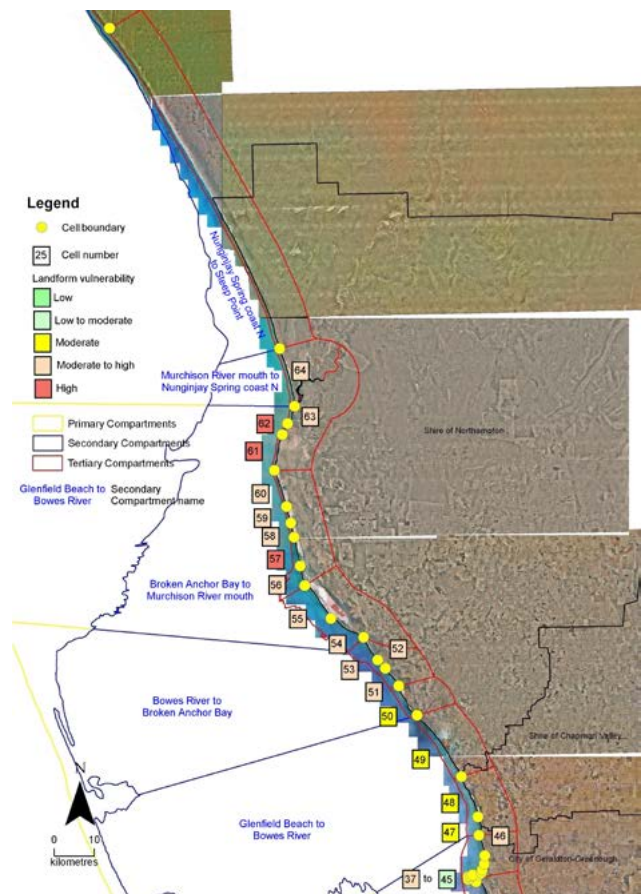 Legend
Cell boundary
25
Cell number
Landform vulnerability
Low
Low to moderate
Moderate
Moderate to high
High
Primary Compartments
Secondary Compartments
Tertiary Compartments
Glenfield Beach to
Bowes River
Secondary
Compartment name
Nunginjay Spring coast N
to Steep Point
Murchison River mouth to
Nunginjay Spring coast N
64
63
62
61
Shire of Northampton
60
59
58
57
56
Broken Anchor Bay to
Murchison River mouth
55
54
52
53
51
Bowes River to
Broken Anchor Bay
50
Shire of Chapman Valley
49
48
Glenfield Beach to
Bowes River
47
46
City of Geraldton-Greenough
37 to 45
N
0 10
kilometres